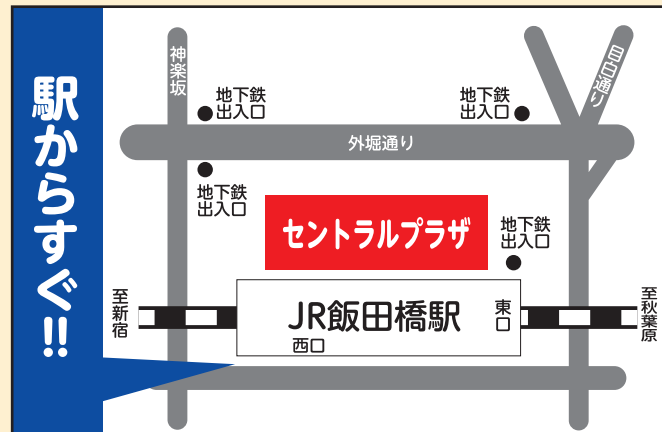 駅からすぐ!!
神楽坂
目白通り
地下鉄
出入口
地下鉄
出入口
外堀通り
地下鉄
出入口
セントラルプラザ
地下鉄
出入口
至新宿
JR飯田橋駅
西口
東口
至秋葉原